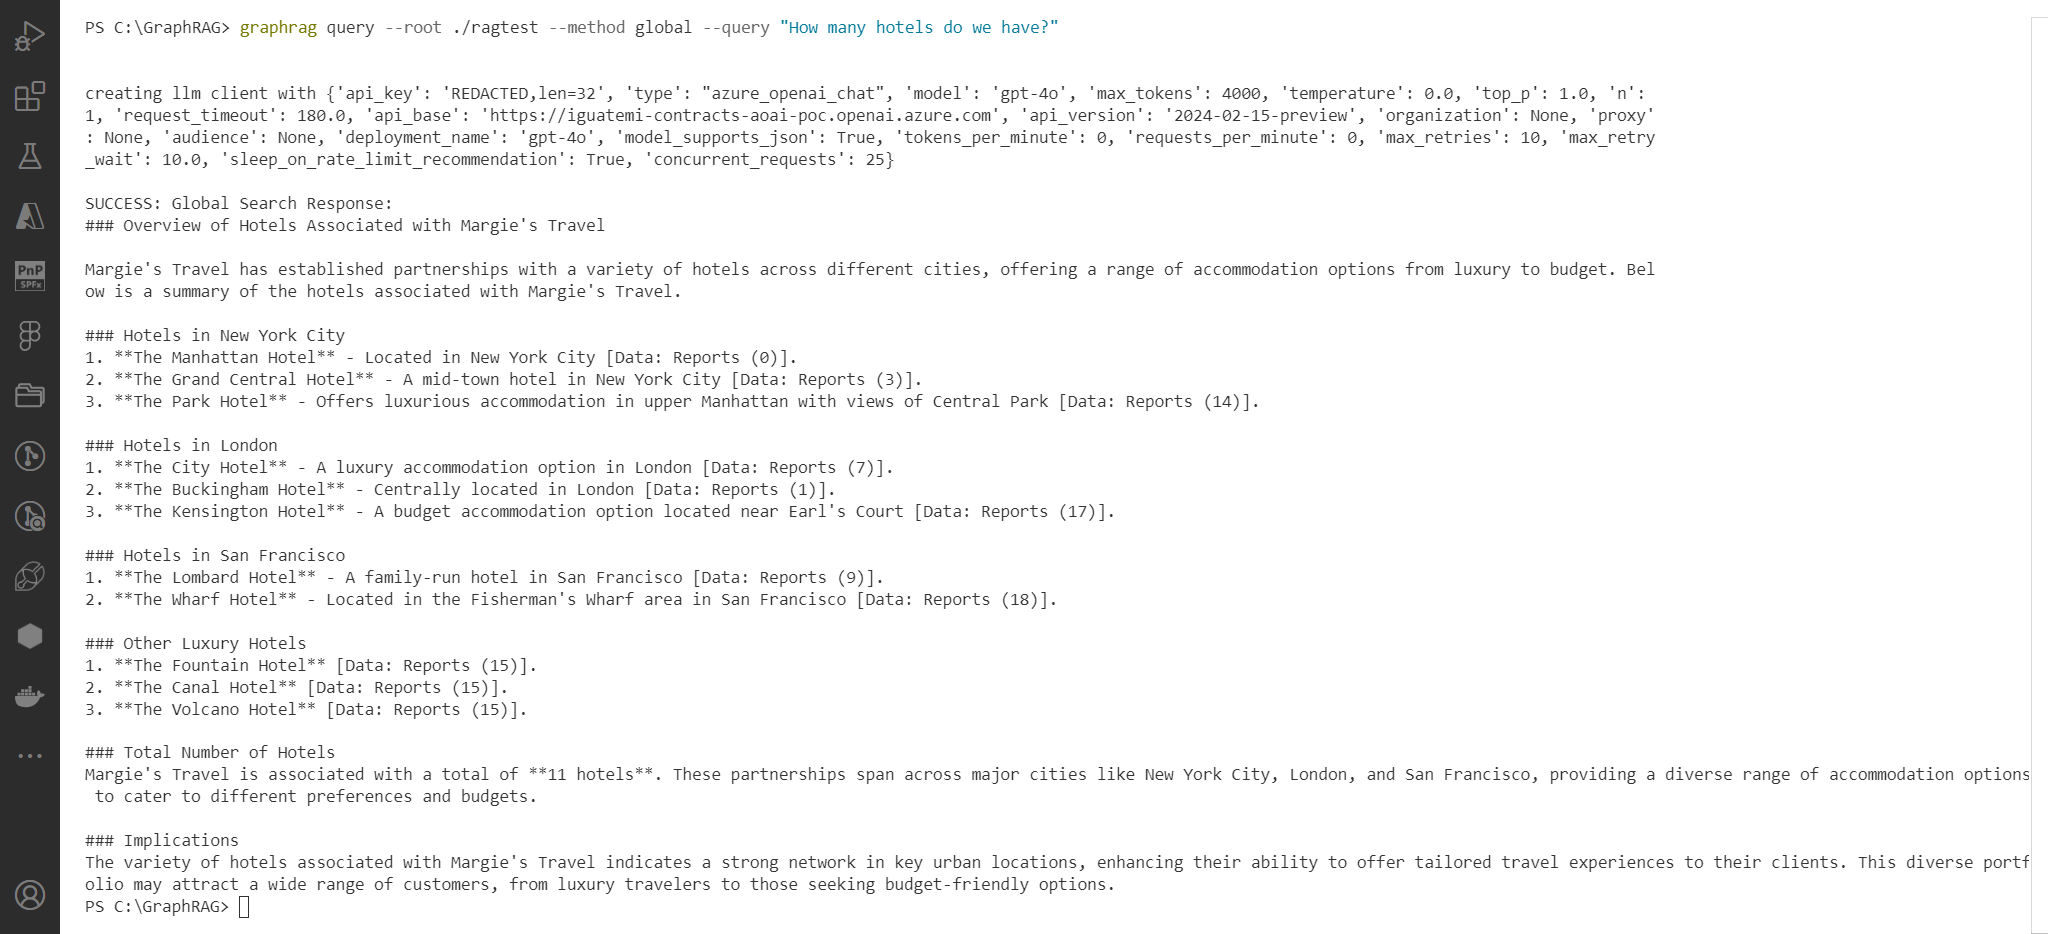 PS C:\GraphRAG> graphrag query --root ./ragtest --method global --query "How many hotels do we have?"
creating llm client with {'api_key': 'REDACTED,len=32', 'type': "azure_openai_chat", 'model': 'gpt-4o', 'max_tokens': 4000, 'temperature': 0.0, 'top_p': 1.0, 'n':
1, 'request_timeout': 180.0, 'api_base': 'https://iguatemi-contracts-aoai-poc.openai.azure.com', 'api_version': '2024-02-15-preview', 'organization': None, 'proxy'
: None, 'audience': None, 'deployment_name': 'gpt-4o', 'model_supports_json': True, 'tokens_per_minute': 0, 'requests_per_minute': 0, 'max_retries': 10, 'max_retry
_wait': 10.0, 'sleep_on_rate_limit_recommendation': True, 'concurrent_requests': 25}
SUCCESS: Global Search Response:
### Overview of Hotels Associated with Margie's Travel
PnP
SPFx
Margie's Travel has established partnerships with a variety of hotels across different cities, offering a range of accommodation options from luxury to budget. Bel
ow is a summary of the hotels associated with Margie's Travel.
### Hotels in New York City
1. **The Manhattan Hotel** - Located in New York City [Data: Reports (0)].
2. **The Grand Central Hotel** - A mid-town hotel in New York City [Data: Reports (3)].
3. **The Park Hotel** - Offers luxurious accommodation in upper Manhattan with views of Central Park [Data: Reports (14)].
### Hotels in London
1. **The City Hotel** - A luxury accommodation option in London [Data: Reports (7)].
2. **The Buckingham Hotel** - Centrally located in London [Data: Reports (1)].
3. **The Kensington Hotel** - A budget accommodation option located near Earl's Court [Data: Reports (17)].
### Hotels in San Francisco
1. **The Lombard Hotel** - A family-run hotel in San Francisco [Data: Reports (9)].
2. **The Wharf Hotel** - Located in the Fisherman's Wharf area in San Francisco [Data: Reports (18)].
### Other Luxury Hotels
1. **The Fountain Hotel** [Data: Reports (15)].
2. **The Canal Hotel** [Data: Reports (15)].
3. **The Volcano Hotel** [Data: Reports (15)].
### Total Number of Hotels
Margie's Travel is associated with a total of **11 hotels**. These partnerships span across major cities like New York City, London, and San Francisco, providing a diverse range of accommodation options
to cater to different preferences and budgets.
### Implications
The variety of hotels associated with Margie's Travel indicates a strong network in key urban locations, enhancing their ability to offer tailored travel experiences to their clients. This diverse portf
olio may attract a wide range of customers, from luxury travelers to those seeking budget-friendly options.
PS C:\GraphRAG>